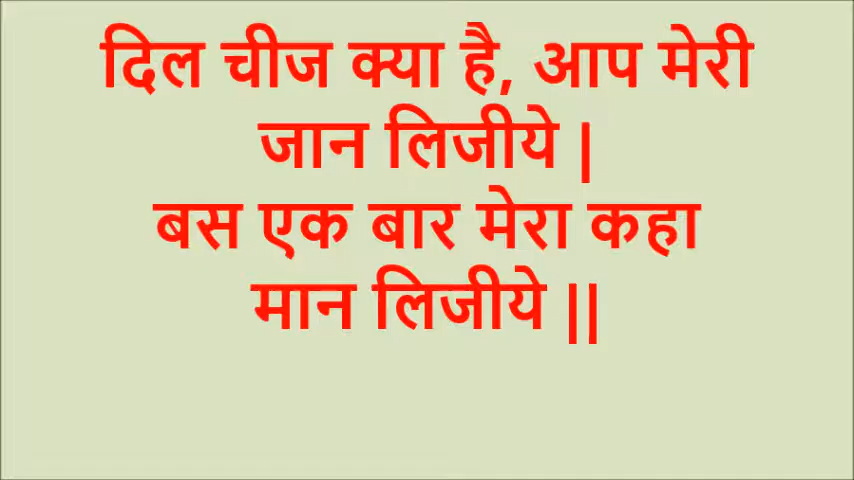 दिल चीज क्या है, आप मेरी
जान लिजीये |
बस एक बार मेरा कहा
मान लिजीये ||